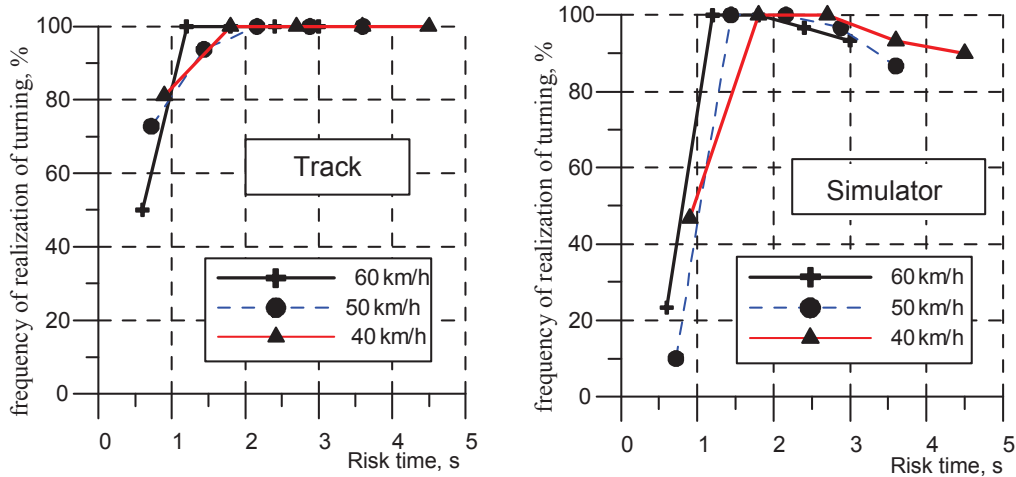 frequency of realization of turning, %
100
80
60
40
20
0
Track
60 km/h
50 km/h
40 km/h
0 1 2 3 4 5
Risk time, s
frequency of realization of turning, %
100
80
60
40
20
0
Simulator
60 km/h
50 km/h
40 km/h
0 1 2 3 4 5
Risk time, s